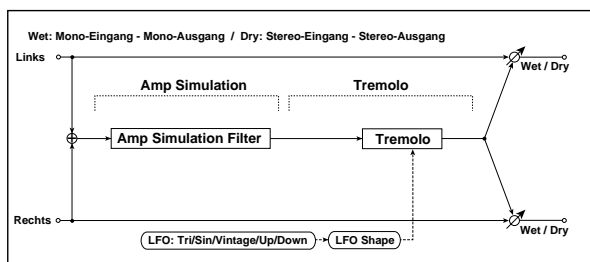 Wet: Mono-Eingang - Mono-Ausgang / Dry: Stereo-Eingang - Stereo-Ausgang
Links
Wet / Dry
Amp Simulation
Tremolo
Amp Simulation Filter
Tremolo
Rechts
Wet / Dry
LFO: Tri/Sin/Vintage/Up/Down
LFO Shape